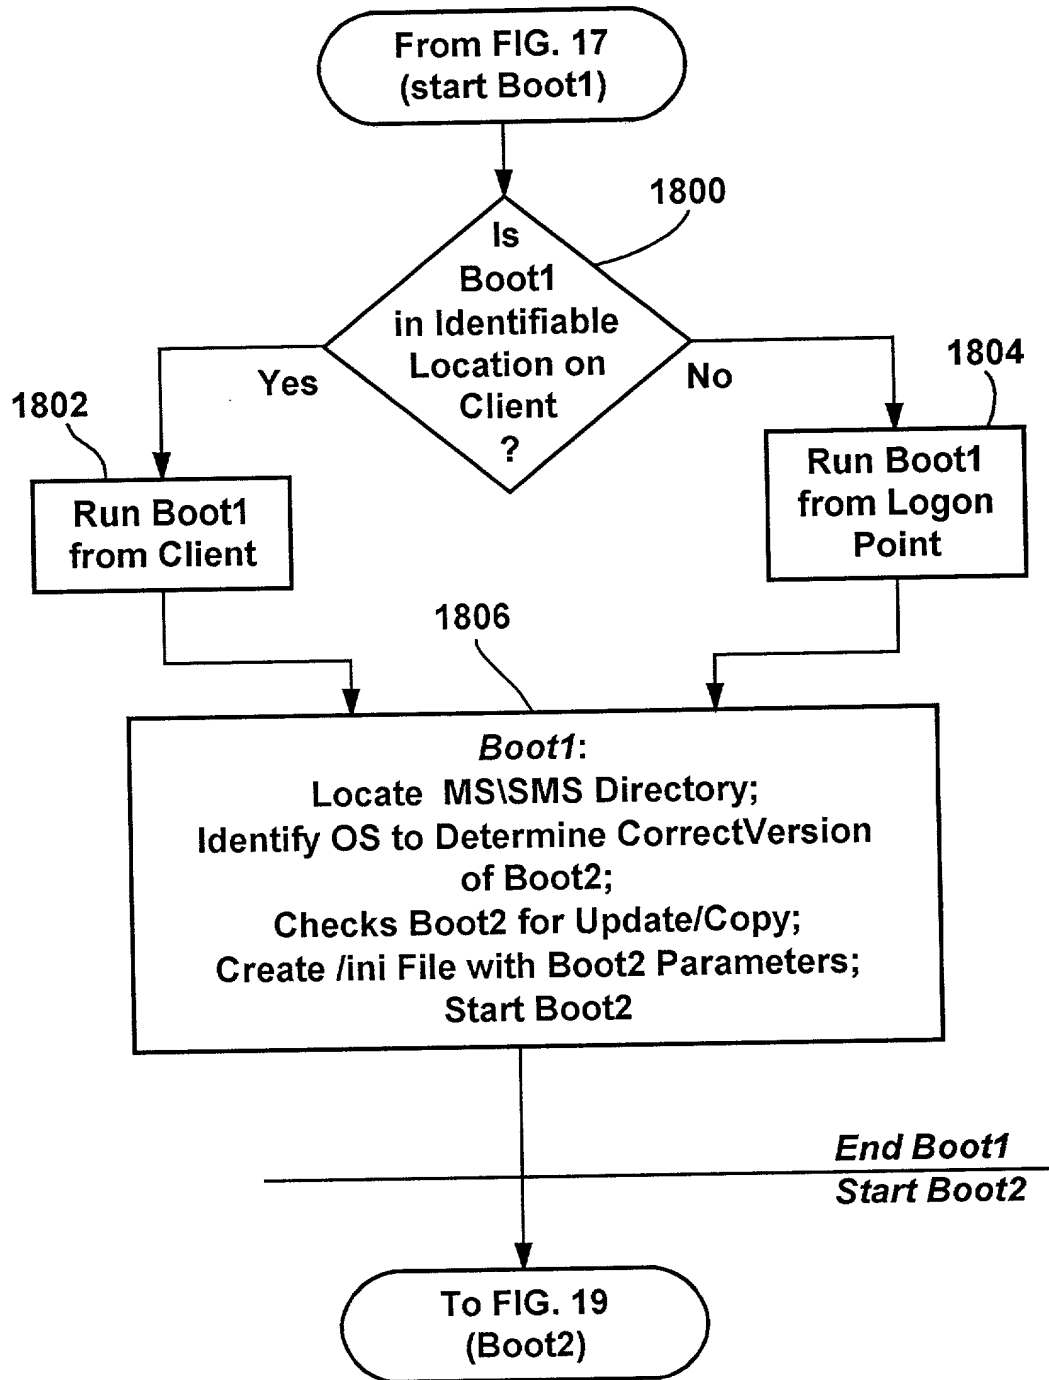 From FIG. 17
(start Boot1)
1800
Is
Boot1
in Identifiable
Location on
Client
?
Yes
No
1802
1804
Run Boot1
from Client
Run Boot1
from Logon
Point
1806
Boot1:
Locate MS\SMS Directory;
Identify OS to Determine CorrectVersion
of Boot2;
Checks Boot2 for Update/Copy;
Create /ini File with Boot2 Parameters;
Start Boot2
End Boot1
Start Boot2
To FIG. 19
(Boot2)